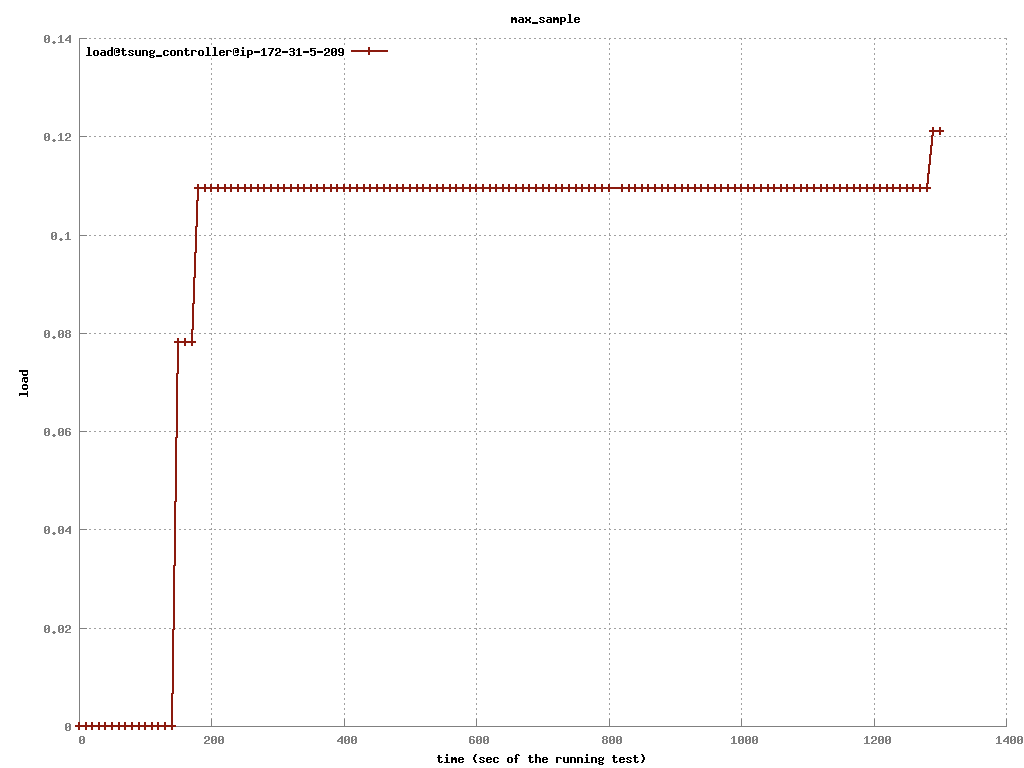 max_sample
0.14
load@tsung_controller@ip-172-31-5-209
0.12
0.1
0.08
load
0.06
0.04
0.02
0
0 200 400 600 800 1000 1200 1400
time (sec of the running test)